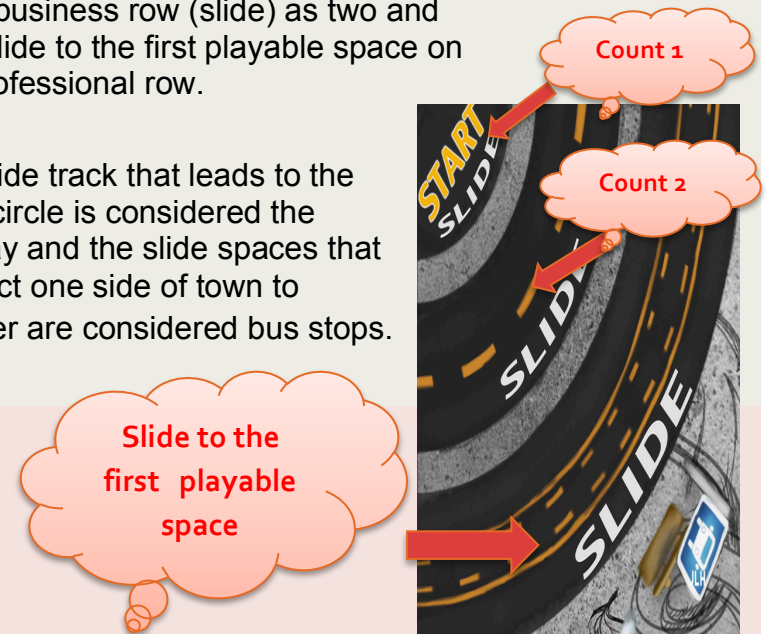 business row (slide) as two and
lide to the first playable space on
ofessional row.
ide track that leads to the
circle is considered the
ay and the slide spaces that
ct one side of town to
er are considered bus stops.
Count 1
START
SLIDE
Count 2
SLIDE
SLIDE
Slide to the
first playable
space
JLH